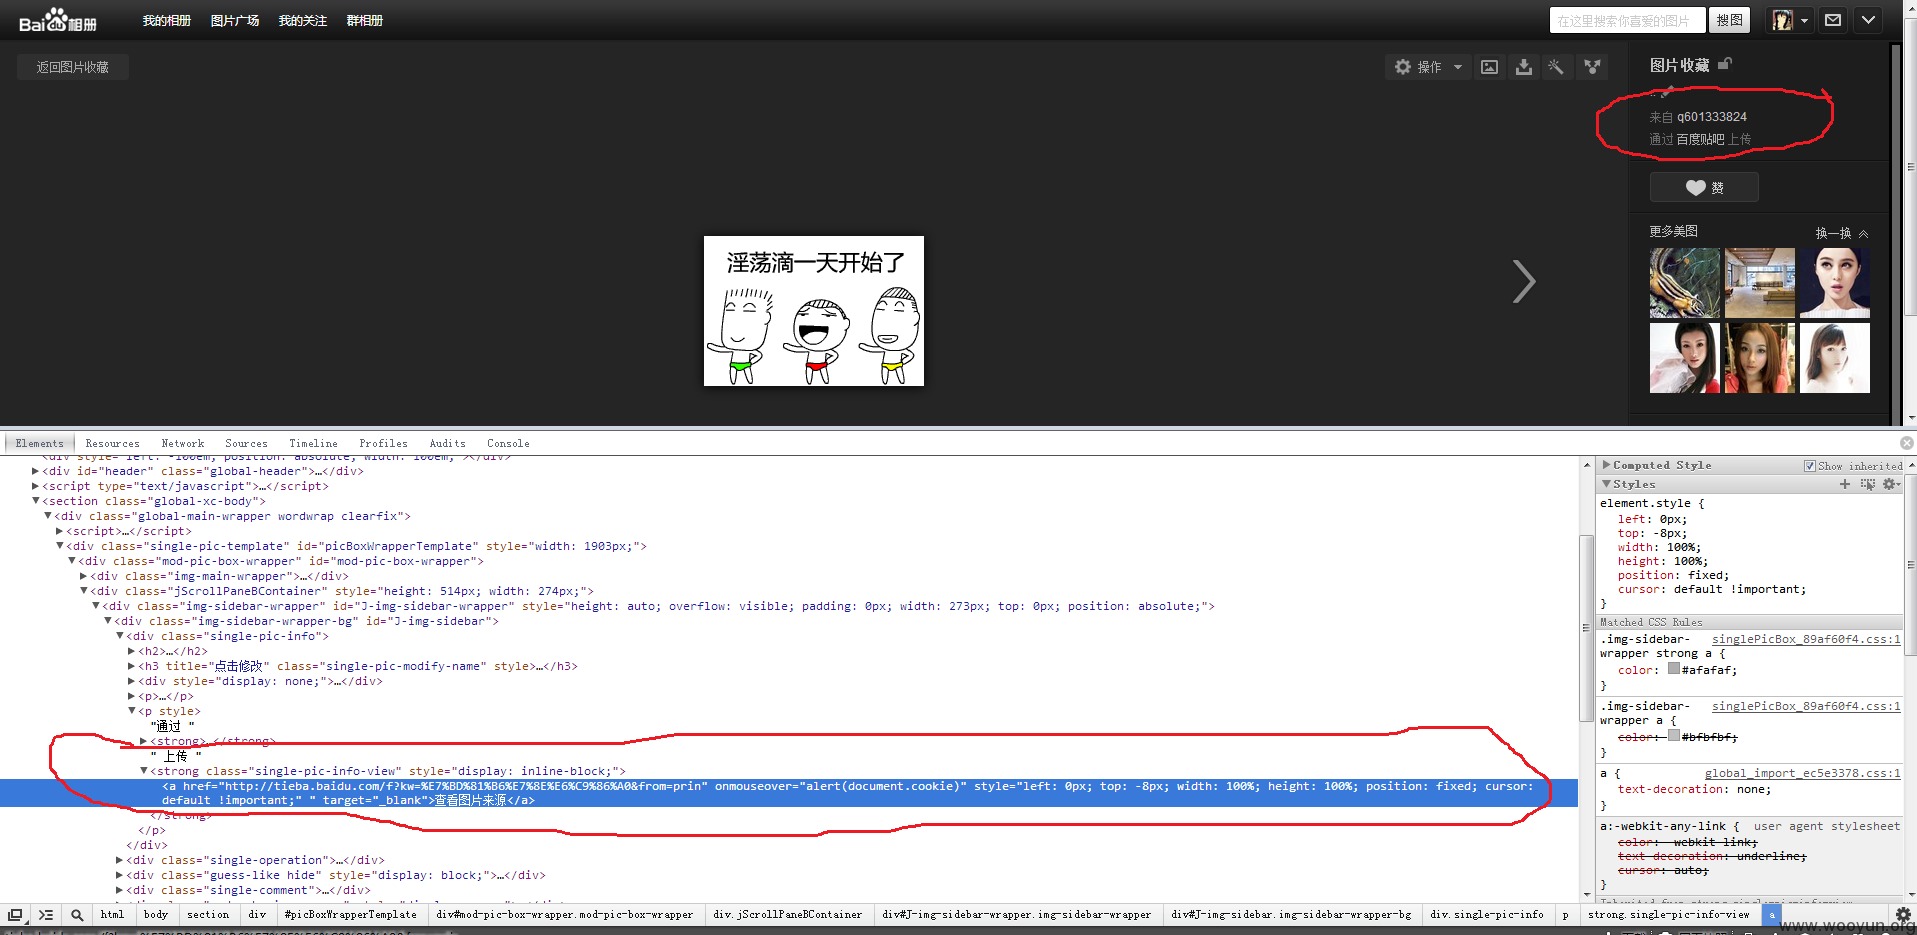 Bai du 相册 我的相册 图片广场 我的关注 群相册 在这里搜索你喜爱的图片 搜图
返回图片收藏 操作 图片收藏
来自 q601333824
通过 百度贴吧 上传
赞
更多美图 换一换
淫荡滴一天开始了
Elements Resources Network Sources Timeline Profiles Audits Console
<div style="left: -100em; position: absolute; width: 100em;"></div>
▶<div id="header" class="global-header">…</div>
▶<script type="text/javascript">…</script>
▼<section class="global-xc-body">
▼<div class="global-main-wrapper wordwrap clearfix">
▶<script>…</script>
▼<div class="single-pic-template" id="picBoxWrapperTemplate" style="width: 1903px;">
▼<div class="mod-pic-box-wrapper" id="mod-pic-box-wrapper">
▶<div class="img-main-wrapper">…</div>
▼<div class="jScrollPaneBContainer" style="height: 514px; width: 274px;">
▼<div class="img-sidebar-wrapper" id="J-img-sidebar-wrapper" style="height: auto; overflow: visible; padding: 0px; width: 273px; top: 0px; position: absolute;">
▼<div class="img-sidebar-wrapper-bg" id="J-img-sidebar">
▼<div class="single-pic-info">
▶<h2>…</h2>
▶<h3 title="点击修改" class="single-pic-modify-name" style>…</h3>
▶<div style="display: none;">…</div>
▶<p>…</p>
▼<p style>
"通过 "
▶<strong>…</strong>
" 上传 "
▼<strong class="single-pic-info-view" style="display: inline-block;">
<a href="http://tieba.baidu.com/f?kw=%E7%BD%81%B6%E7%8E%E6%C9%86%A0&from=prin" onmouseover="alert(document.cookie)" style="left: 0px; top: -8px; width: 100%; height: 100%; position: fixed; cursor:
default !important;" " target="_blank">查看图片来源</a>
</strong>
</p>
</div>
▶<div class="single-operation">…</div>
▶<div class="guess-like hide" style="display: block;">…</div>
▶<div class="single-comment">…</div>
html body section div #picBoxWrapperTemplate div#mod-pic-box-wrapper.mod-pic-box-wrapper div.jScrollPaneBContainer div#J-img-sidebar-wrapper.img-sidebar-wrapper div#J-img-sidebar.img-sidebar-wrapper-bg div.single-pic-info p strong.single-pic-info-view a
▶Computed Style Show inherited
▼Styles
element.style {
left: 0px;
top: -8px;
width: 100%;
height: 100%;
position: fixed;
cursor: default !important;
}
Matched CSS Rules
.img-sidebar- singlePicBox_89af60f4.css:1
wrapper strong a {
color: #afafaf;
}
.img-sidebar- singlePicBox_89af60f4.css:1
wrapper a {
color: #bfbfbf;
}
a { global_import_ec5e3378.css:1
text-decoration: none;
}
a:-webkit-any-link { user agent stylesheet
color: -webkit-link;
text-decoration: underline;
cursor: auto;
}
www.wooyun.org